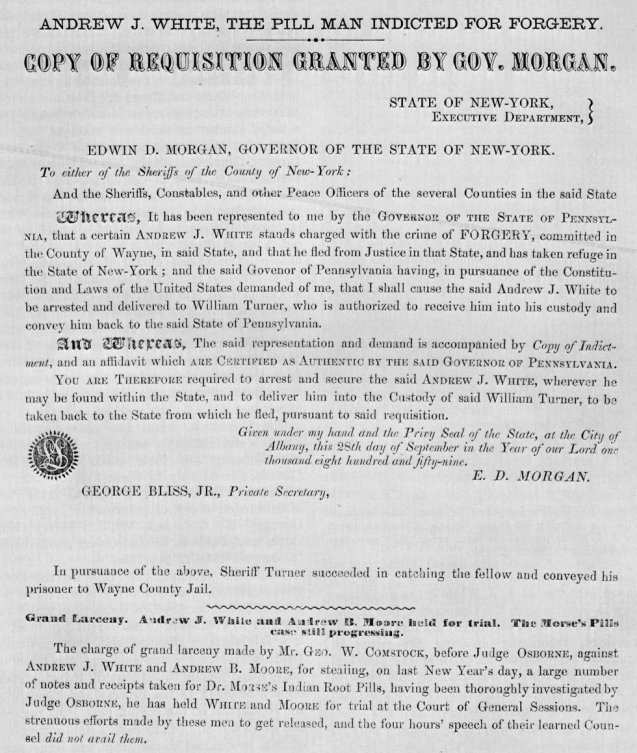 ANDREW J. WHITE, THE PILL MAN INDICTED FOR FORGERY.
COPY OF REQUISITION GRANTED BY GOV. MORGAN.
STATE OF NEW-YORK,
EXECUTIVE DEPARTMENT, }
EDWIN D. MORGAN, GOVERNOR OF THE STATE OF NEW-YORK.
To either of the Sheriffs of the County of New-York:
And the Sheriffs, Constables, and other Peace Officers of the several Counties in the said State
Whereas, It has been represented to me by the GOVERNOR OF THE STATE OF PENNSYL-
NIA, that a certain ANDREW J. WHITE stands charged with the crime of FORGERY, committed in
the County of Wayne, in said State, and that he fled from Justice in that State, and has taken refuge in
the State of New-York ; and the said Govenor of Pennsylvania having, in pursuance of the Constitu-
tion and Laws of the United States demanded of me, that I shall cause the said Andrew J. White to
be arrested and delivered to William Turner, who is authorized to receive him into his custody and
convey him back to the said State of Pennsylvania.
And Whereas, The said representation and demand is accompanied by Copy of Indict-
ment, and an affidavit which ARE CERTIFIED AS AUTHENTIC BY THE SAID GOVERNOR OF PENNSYLVANIA.
YOU ARE THEREFORE required to arrest and secure the said ANDREW J. WHITE, wherever he
may be found within the State, and to deliver him into the Custody of said William Turner, to be
taken back to the State from which he fled, pursuant to said requisition.
Given under my hand and the Privy Seal of the State, at the City of
Albany, this 28th day of September in the Year of our Lord one
thousand eight hundred and fifty-nine.
E. D. MORGAN.
GEORGE BLISS, JR., Private Secretary,
In pursuance of the above, Sheriff Turner succeeded in catching the fellow and conveyed his
prisoner to Wayne County Jail.
Grand Larceny. Andrew J. White and Andrew B. Moore held for trial. The Morse's Pills
case still progressing.
The charge of grand larceny made by Mr. GEO. W. COMSTOCK, before Judge OSBORNE, against
ANDREW J. WHITE and ANDREW B. MOORE, for stealing, on last New Year's day, a large number
of notes and receipts taken for Dr. MORSE's Indian Root Pills, having been thoroughly investigated by
Judge OSBORNE, he has held WHITE and MOORE for trial at the Court of General Sessions. The
strenuous efforts made by these men to get released, and the four hours' speech of their learned Coun-
sel did not avail them.